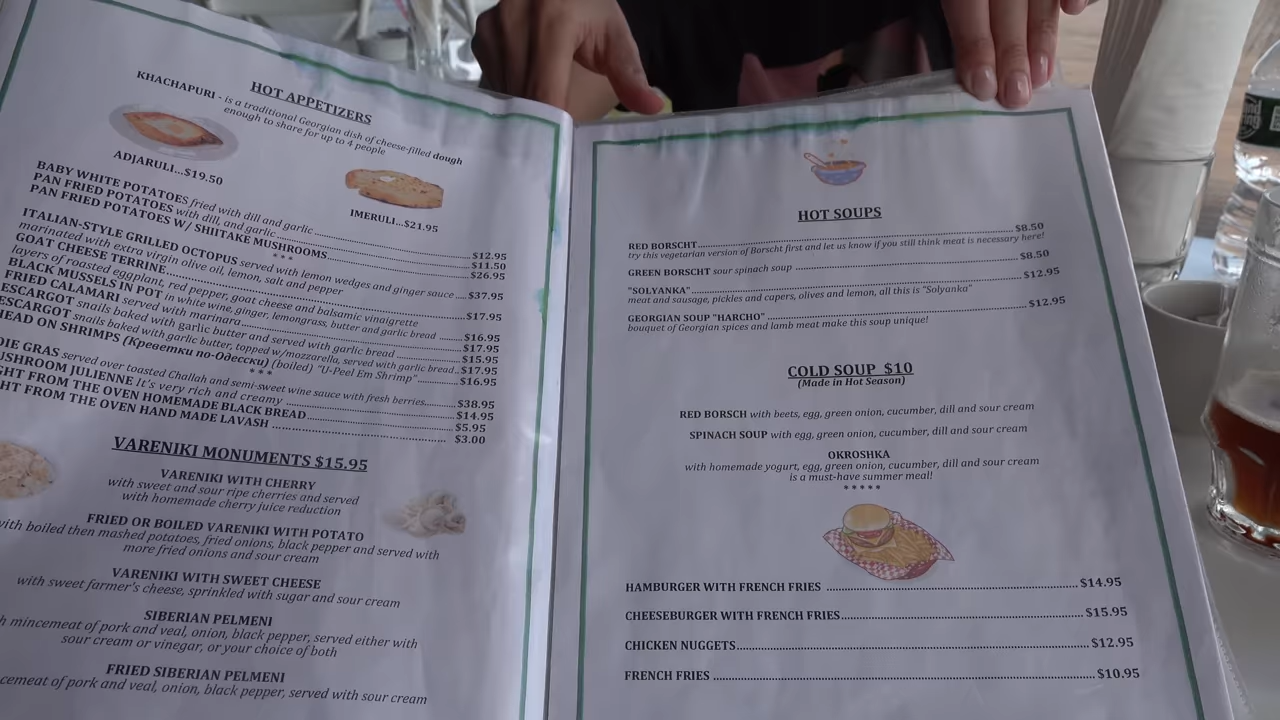 HOT APPETIZERS
KHACHAPURI - is a traditional Georgian dish of cheese-filled dough
enough to share for up to 4 people
ADJARULI...$19.50
IMERULI...$21.95
BABY WHITE POTATOES fried with dill and garlic $12.95
PAN FRIED POTATOES with dill, and garlic $11.50
PAN FRIED POTATOES W/ SHIITAKE MUSHROOMS $26.95
* * *
ITALIAN-STYLE GRILLED OCTOPUS served with lemon wedges and ginger sauce .... $37.95
marinated with extra virgin olive oil, lemon, salt and pepper
GOAT CHEESE TERRINE $17.95
layers of roasted eggplant, red pepper, goat cheese and balsamic vinaigrette
BLACK MUSSELS IN POT in white wine, ginger, lemongrass, butter and garlic bread $16.95
FRIED CALAMARI served with marinara $17.95
ESCARGOT snails baked with garlic butter and served with garlic bread $15.95
ESCARGOT snails baked with garlic butter, topped w/mozzarella, served with garlic bread.. $17.95
HEAD ON SHRIMPS (Креветки по-Одесски) (boiled) "U-Peel Em Shrimp" $16.95
* * *
GRAS served over toasted Challah and semi-sweet wine sauce with fresh berries $38.95
JULIENNE It's very rich and creamy $14.95
FROM THE OVEN HOMEMADE BLACK BREAD $5.95
FROM THE OVEN HAND MADE LAVASH $3.00
VARENIKI MONUMENTS $15.95
VARENIKI WITH CHERRY
with sweet and sour ripe cherries and served
with homemade cherry juice reduction
FRIED OR BOILED VARENIKI WITH POTATO
with boiled then mashed potatoes, fried onions, black pepper and served with
more fried onions and sour cream
VARENIKI WITH SWEET CHEESE
with sweet farmer's cheese, sprinkled with sugar and sour cream
SIBERIAN PELMENI
mincemeat of pork and veal, onion, black pepper, served either with
sour cream or vinegar, or your choice of both
FRIED SIBERIAN PELMENI
of pork and veal, onion, black pepper, served with sour cream
HOT SOUPS
RED BORSCHT $8.50
try this vegetarian version of Borscht first and let us know if you still think meat is necessary here!
GREEN BORSCHT sour spinach soup $8.50
"SOLYANKA" $12.95
meat and sausage, pickles and capers, olives and lemon, all this is "Solyanka"
GEORGIAN SOUP "HARCHO" $12.95
bouquet of Georgian spices and lamb meat make this soup unique!
COLD SOUP $10
(Made in Hot Season)
RED BORSCH with beets, egg, green onion, cucumber, dill and sour cream
SPINACH SOUP with egg, green onion, cucumber, dill and sour cream
OKROSHKA
with homemade yogurt, egg, green onion, cucumber, dill and sour cream
is a must-have summer meal!
* * * * *
HAMBURGER WITH FRENCH FRIES $14.95
CHEESEBURGER WITH FRENCH FRIES $15.95
CHICKEN NUGGETS $12.95
FRENCH FRIES $10.95